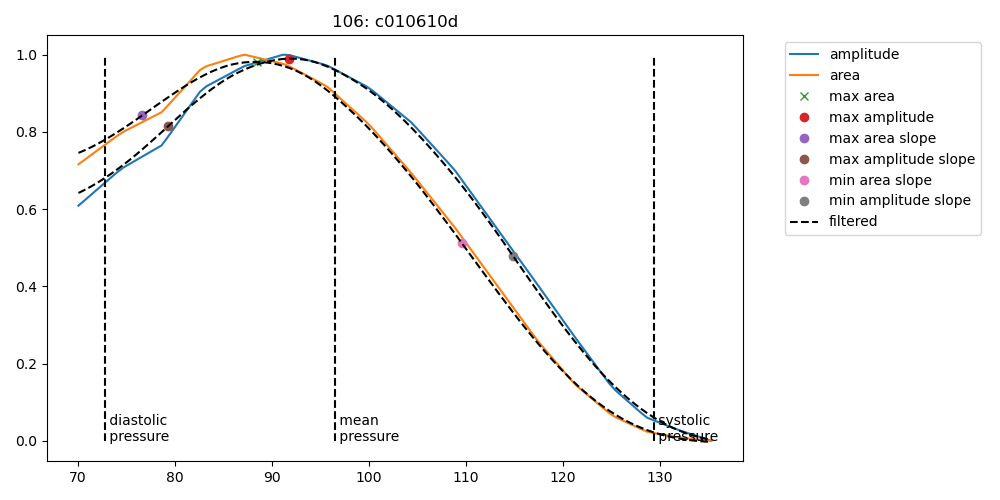 106: c010610d
1.0
0.8
0.6
0.4
0.2
0.0
70 80 90 100 110 120 130
diastolic
pressure
mean
pressure
systolic
pressure
amplitude
area
max area
max amplitude
max area slope
max amplitude slope
min area slope
min amplitude slope
filtered